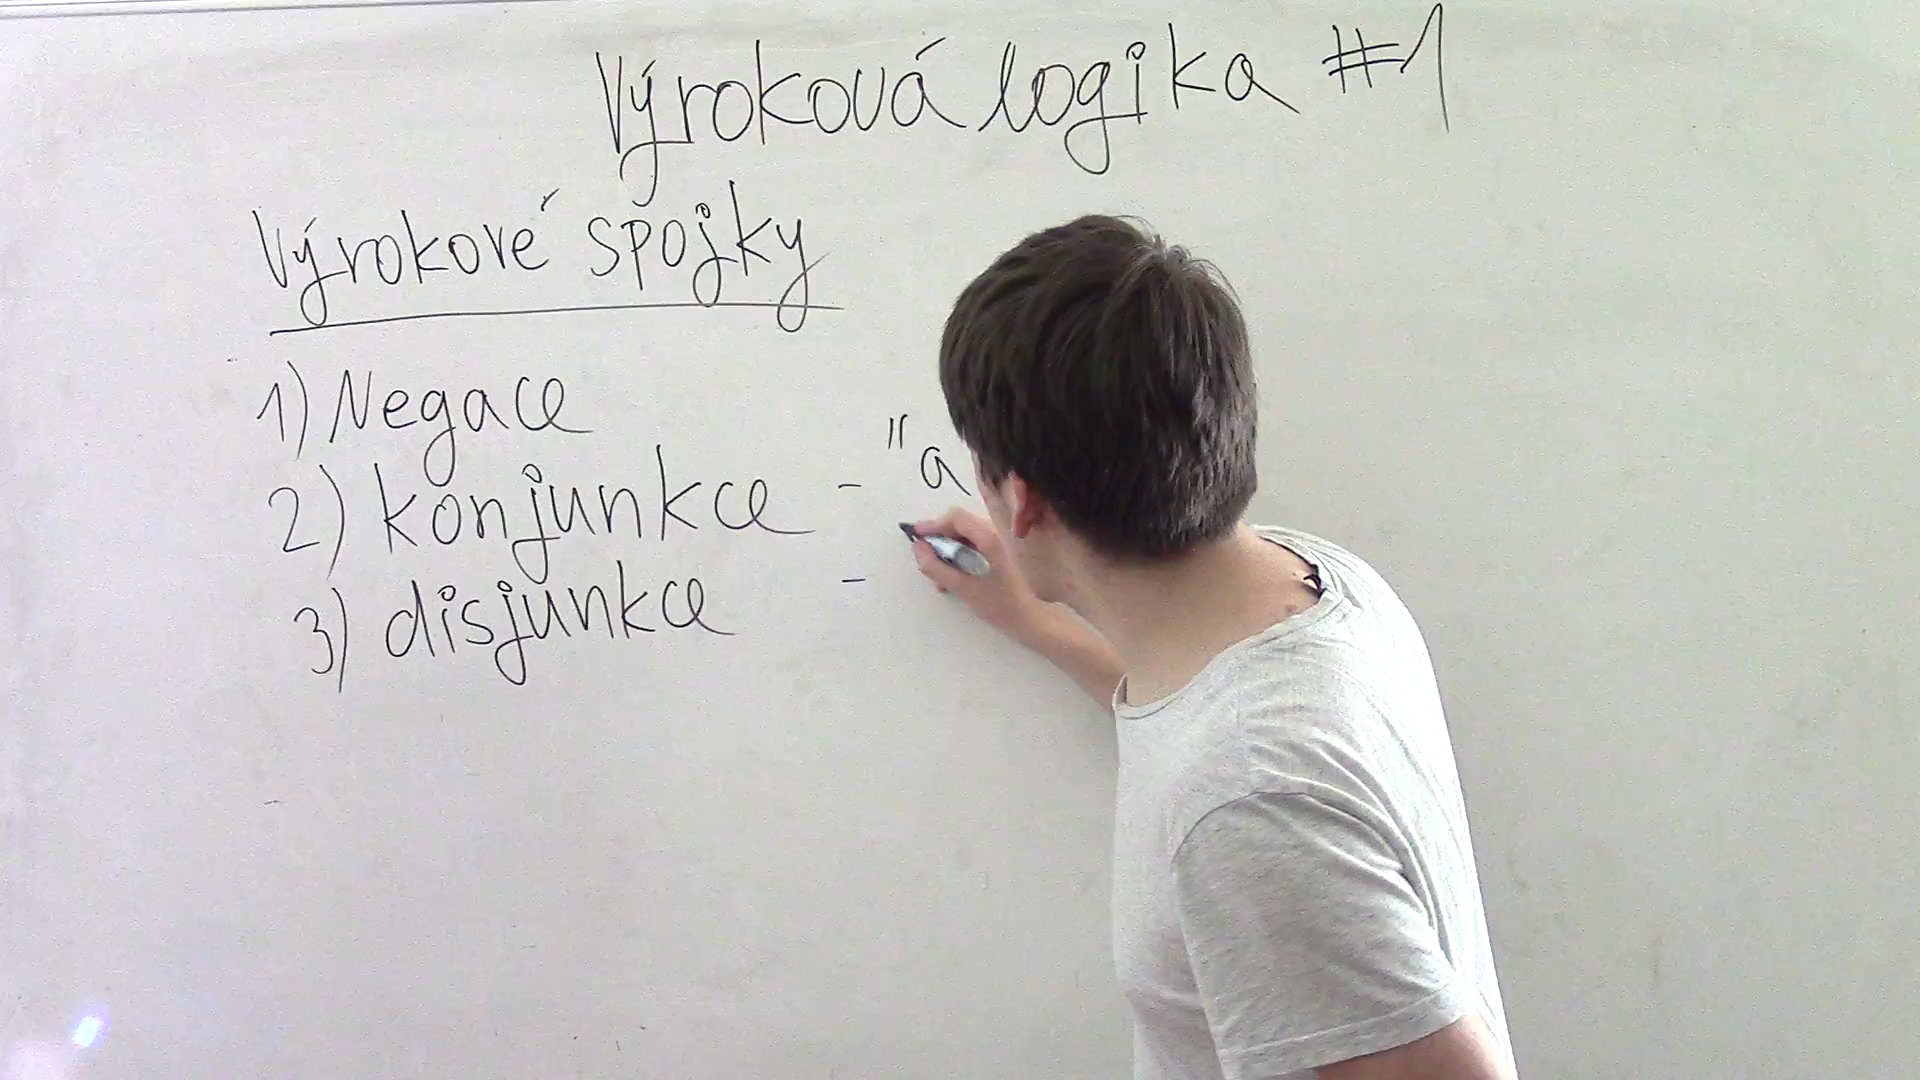 Výroková logika #1
Výrokové spojky
1) Negace
2) konjunkce - "a
3) disjunkce -